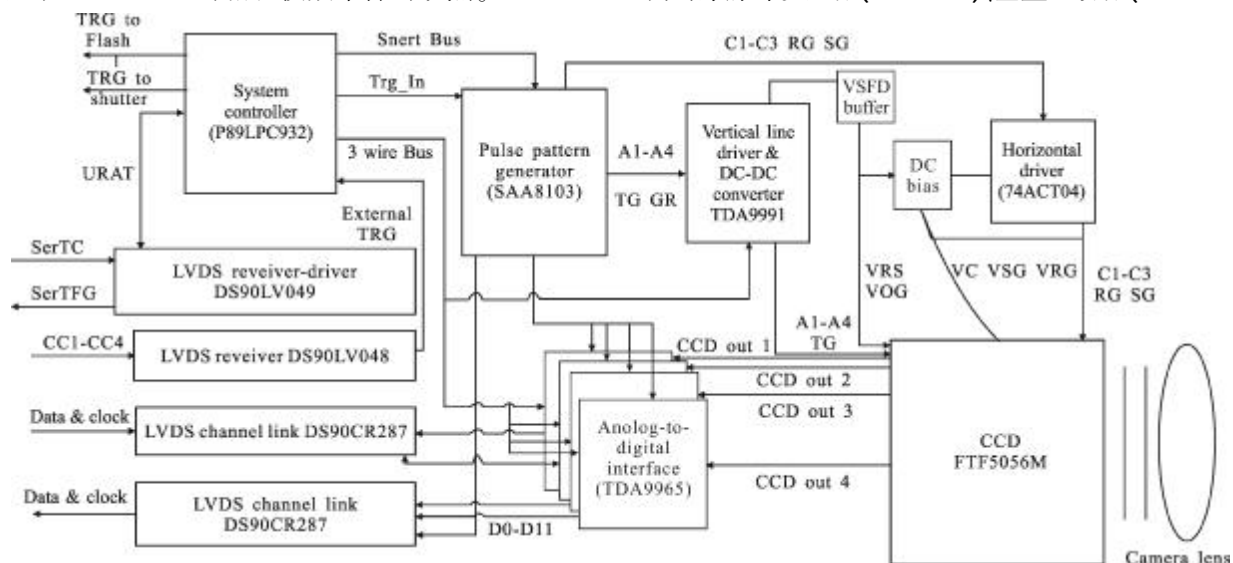 TRG to
Flash
TRG to
shutter
System
controller
(P89LPC932)
Snert Bus
Trg_In
3 wire Bus
URAT
External
TRG
SerTC
SerTFG
LVDS reveiver-driver
DS90LV049
CC1-CC4
LVDS reveiver DS90LV048
Data & clock
LVDS channel link DS90CR287
Data & clock
LVDS channel link
DS90CR287
D0-D11
Pulse pattern
generator
(SAA8103)
C1-C3 RG SG
A1-A4
TG GR
Vertical line
driver &
DC-DC
converter
TDA9991
VSFD
buffer
DC
bias
Horizontal
driver
(74ACT04)
VRS
VOG
VC VSG VRG
C1-C3
RG SG
A1-A4
TG
CCD out 1
CCD out 2
CCD out 3
CCD out 4
Anolog-to-
digital
interface
(TDA9965)
CCD
FTF5056M
Camera lens